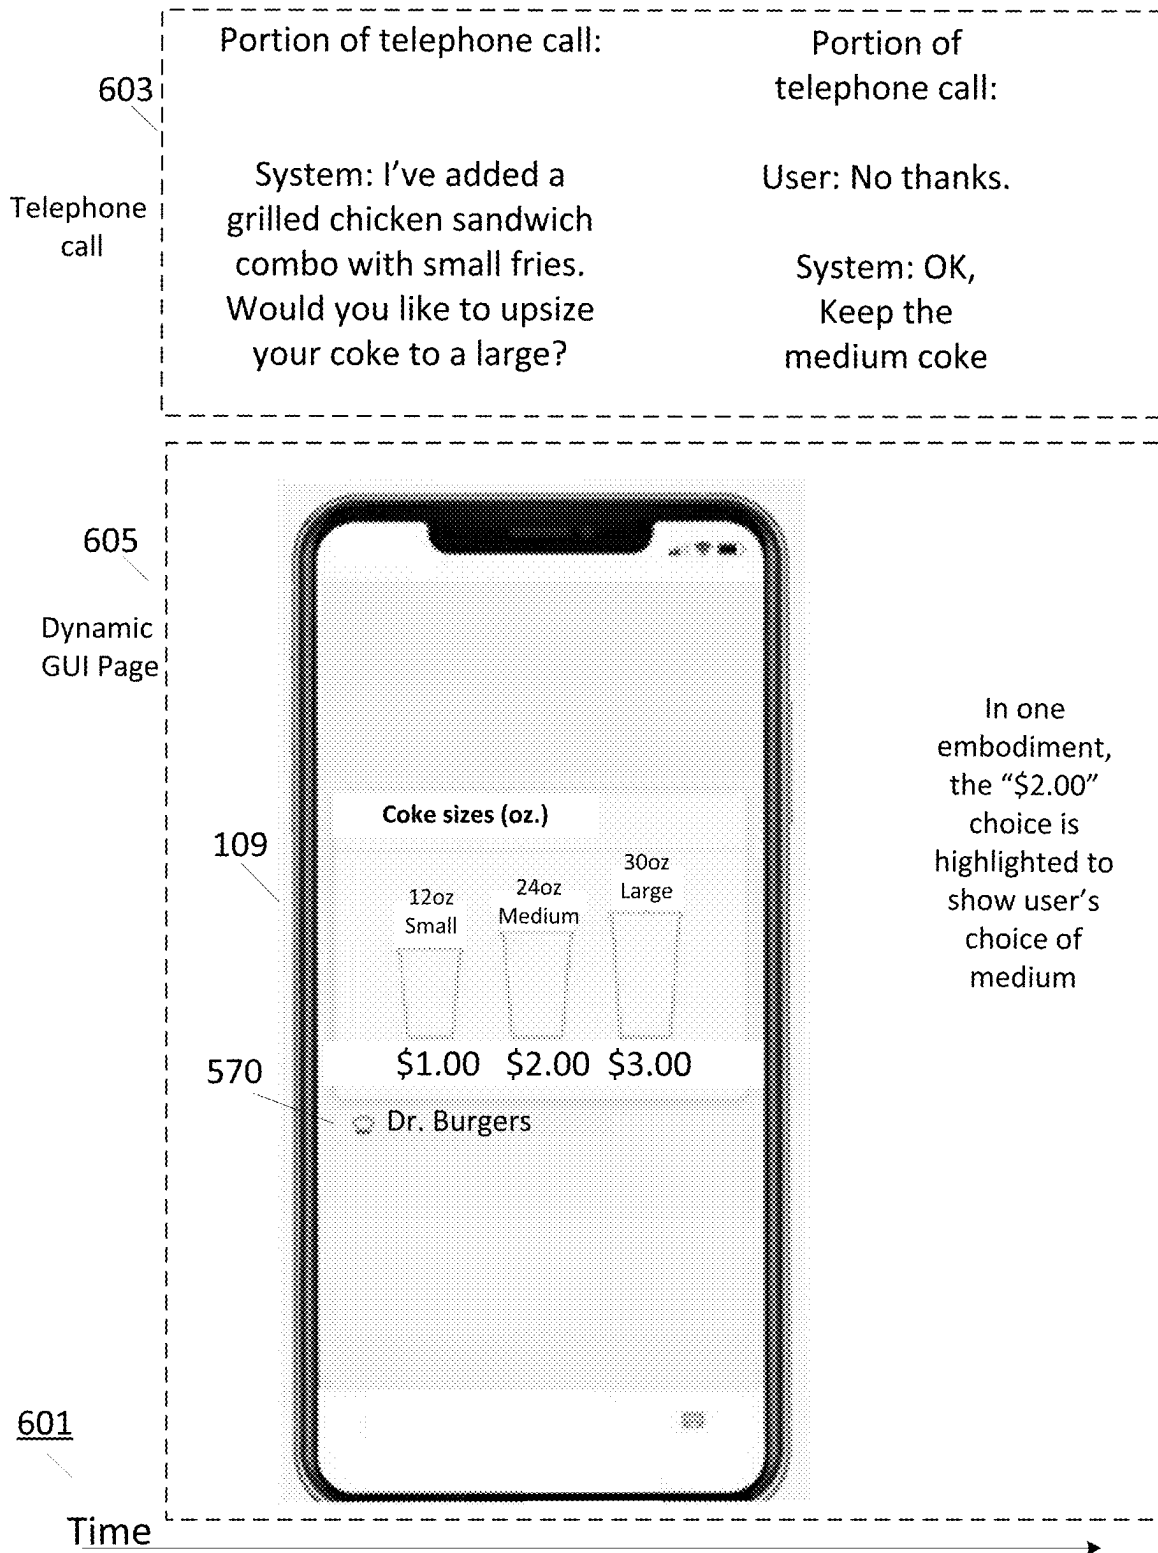 Portion of telephone call:
Portion of
telephone call:
603
System: I've added a
grilled chicken sandwich
combo with small fries.
Would you like to upsize
your coke to a large?
User: No thanks.
System: OK,
Keep the
medium coke
Telephone
call
605
Dynamic
GUI Page
109
Coke sizes (oz.)
12oz
Small
24oz
Medium
30oz
Large
$1.00 $2.00 $3.00
570
Dr. Burgers
In one
embodiment,
the “$2.00”
choice is
highlighted to
show user's
choice of
medium
601
Time